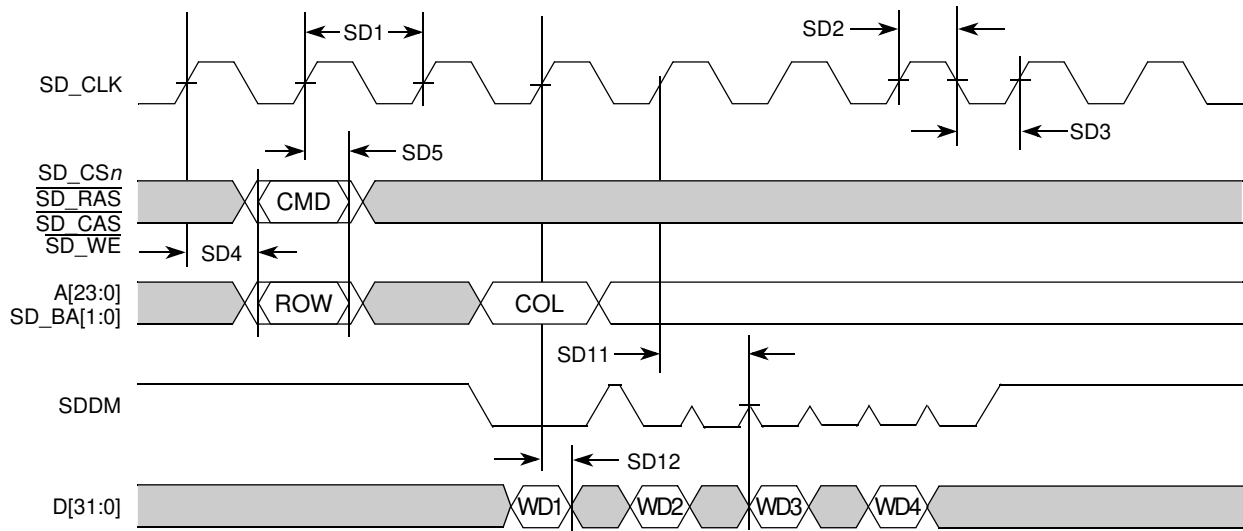 SD1
SD2
SD_CLK
SD3
SD5
SD_CSn
SD_RAS
CMD
SD_CAS
SD_WE
SD4
A[23:0]
ROW
COL
SD_BA[1:0]
SD11
SDDM
SD12
D[31:0]
WD1
WD2
WD3
WD4